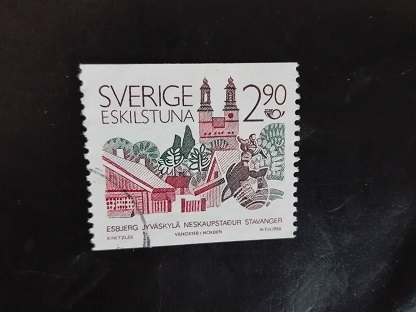 SVERIGE 2.90
ESKILSTUNA
ESBJERG JYVÄSKYLÄ NESKAUPSTAÐUR STAVANGER
VÄNORTER I NORDEN